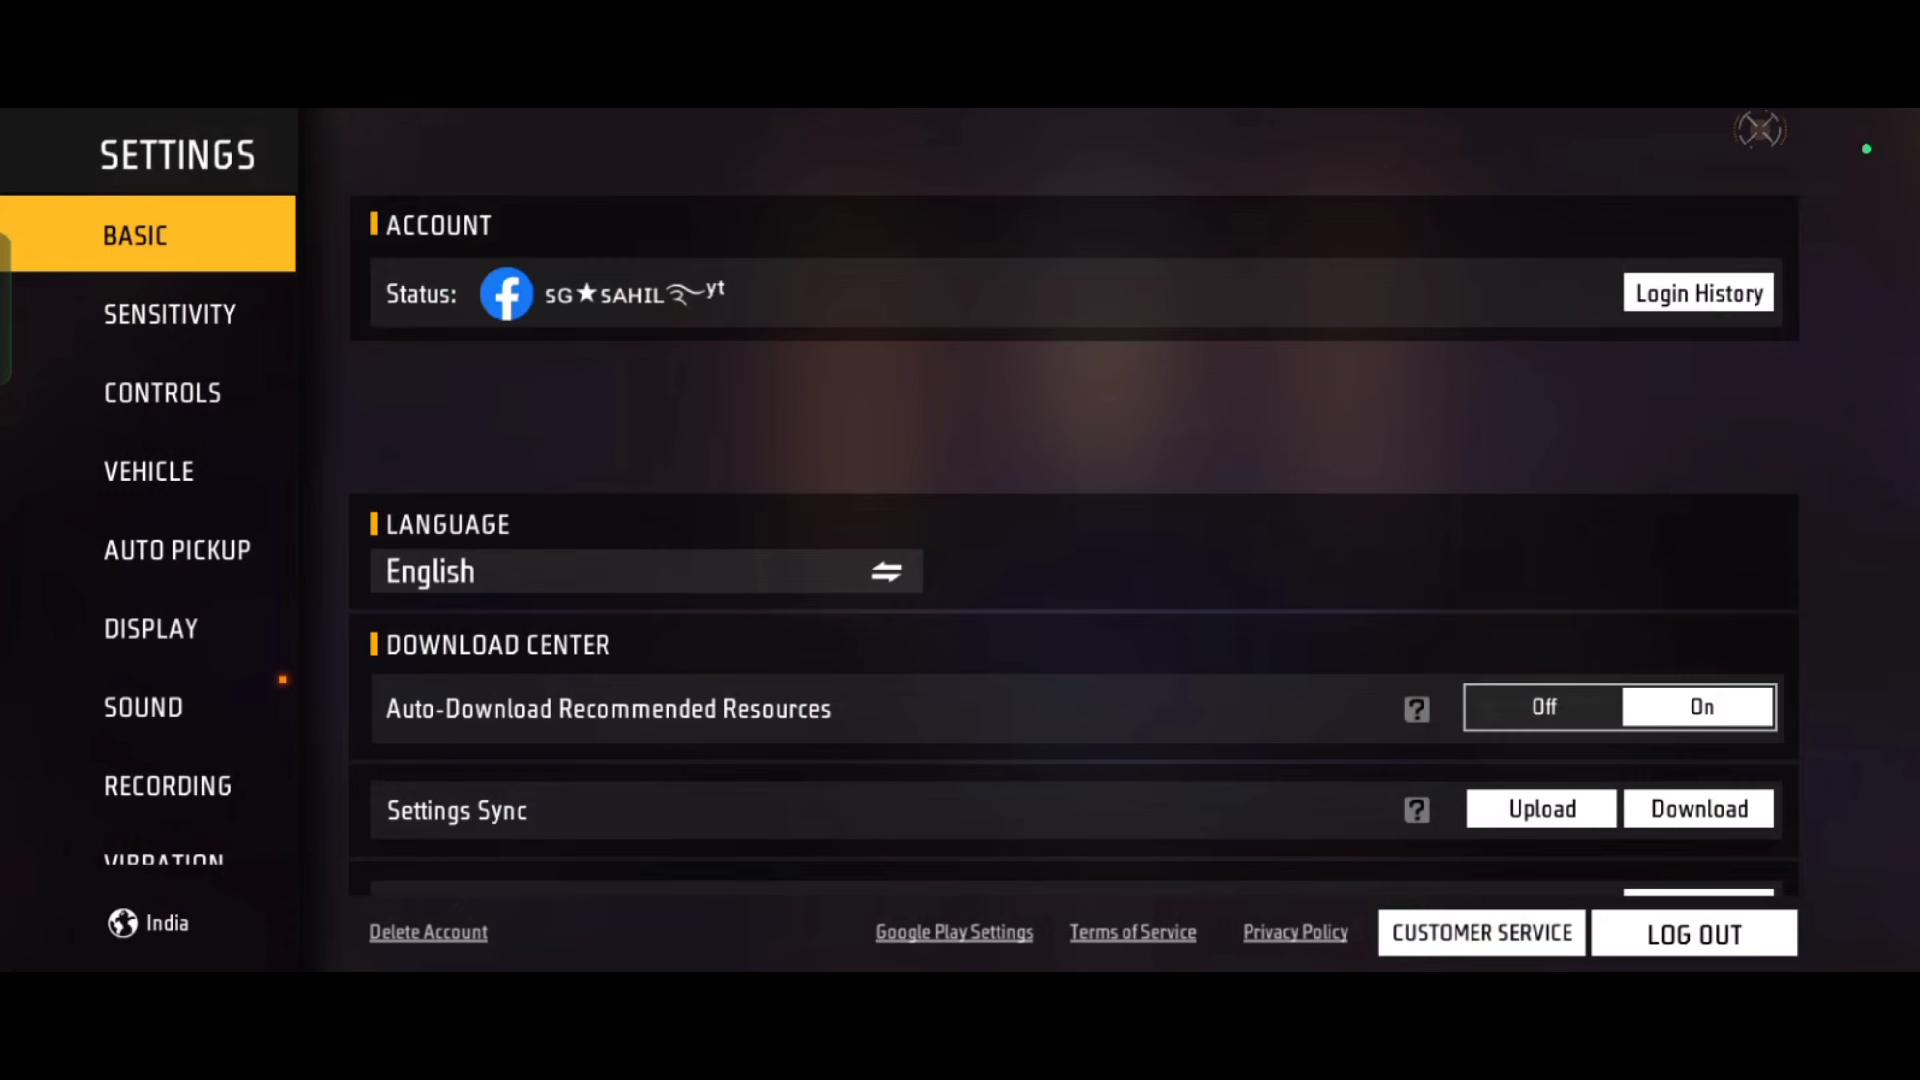 SETTINGS
BASIC
SENSITIVITY
CONTROLS
VEHICLE
AUTO PICKUP
DISPLAY
SOUND
RECORDING
VIBRATION
India
ACCOUNT
Status: SG★SAHIL࿐yt
Login History
LANGUAGE
English
DOWNLOAD CENTER
Auto-Download Recommended Resources ? Off On
Settings Sync ? Upload Download
Delete Account
Google Play Settings
Terms of Service
Privacy Policy
CUSTOMER SERVICE
LOG OUT